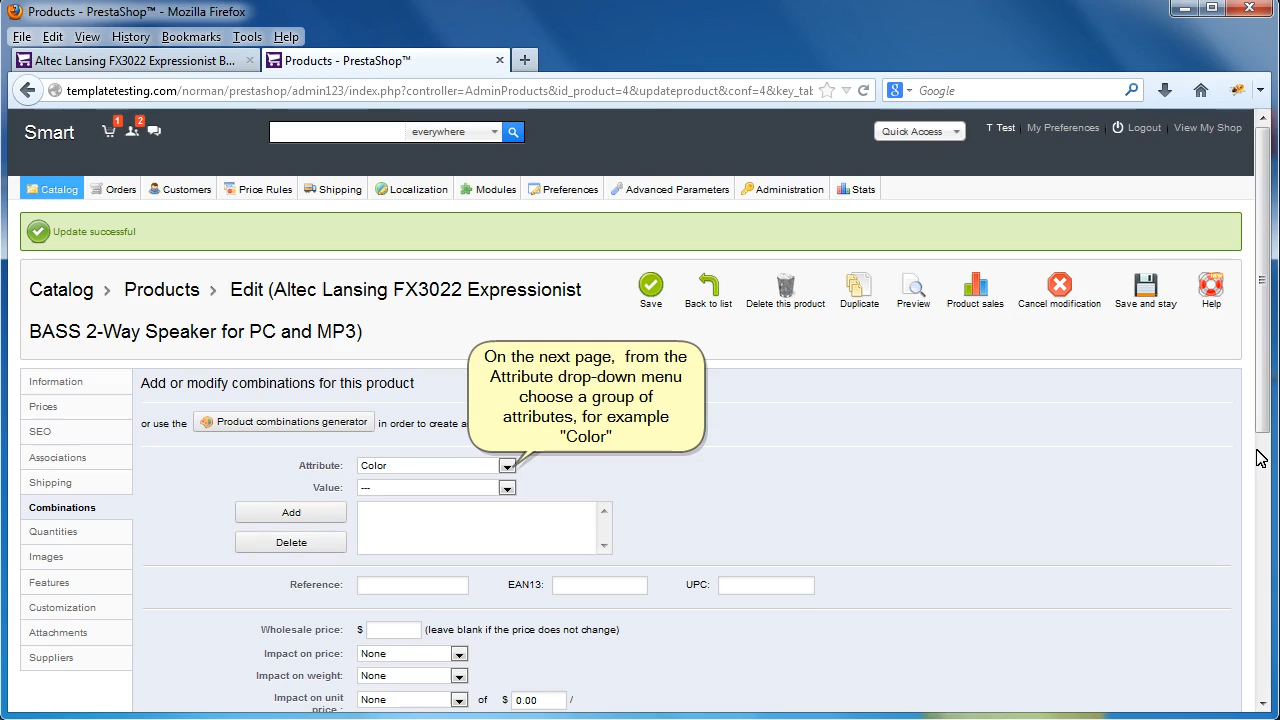 Products - PrestaShop™ - Mozilla Firefox
File Edit View History Bookmarks Tools Help
Altec Lansing FX3022 Expressionist B... Products - PrestaShop™
templatetesting.com/roman/prestashop/admin123/index.php?controller=AdminProducts&id_product=4&updateproduct&conf=4&key_tab Google
Smart 1 2 everywhere Quick Access T Test My Preferences Logout View My Shop
Catalog Orders Customers Price Rules Shipping Localization Modules Preferences Advanced Parameters Administration Stats
Update successful
Catalog > Products > Edit (Altec Lansing FX3022 Expressionist
BASS 2-Way Speaker for PC and MP3)
Save Back to list Delete this product Duplicate Preview Product sales Cancel modification Save and stay Help
On the next page, from the
Attribute drop-down menu
choose a group of
attributes, for example
"Color"
Information
Prices
SEO
Associations
Shipping
Combinations
Quantities
Images
Features
Customization
Attachments
Suppliers
Add or modify combinations for this product
or use the Product combinations generator in order to create a
Attribute: Color
Value: ---
Add
Delete
Reference: EAN13: UPC:
Wholesale price: $ (leave blank if the price does not change)
Impact on price: None
Impact on weight: None
Impact on unit None of $ 0.00 /
price :